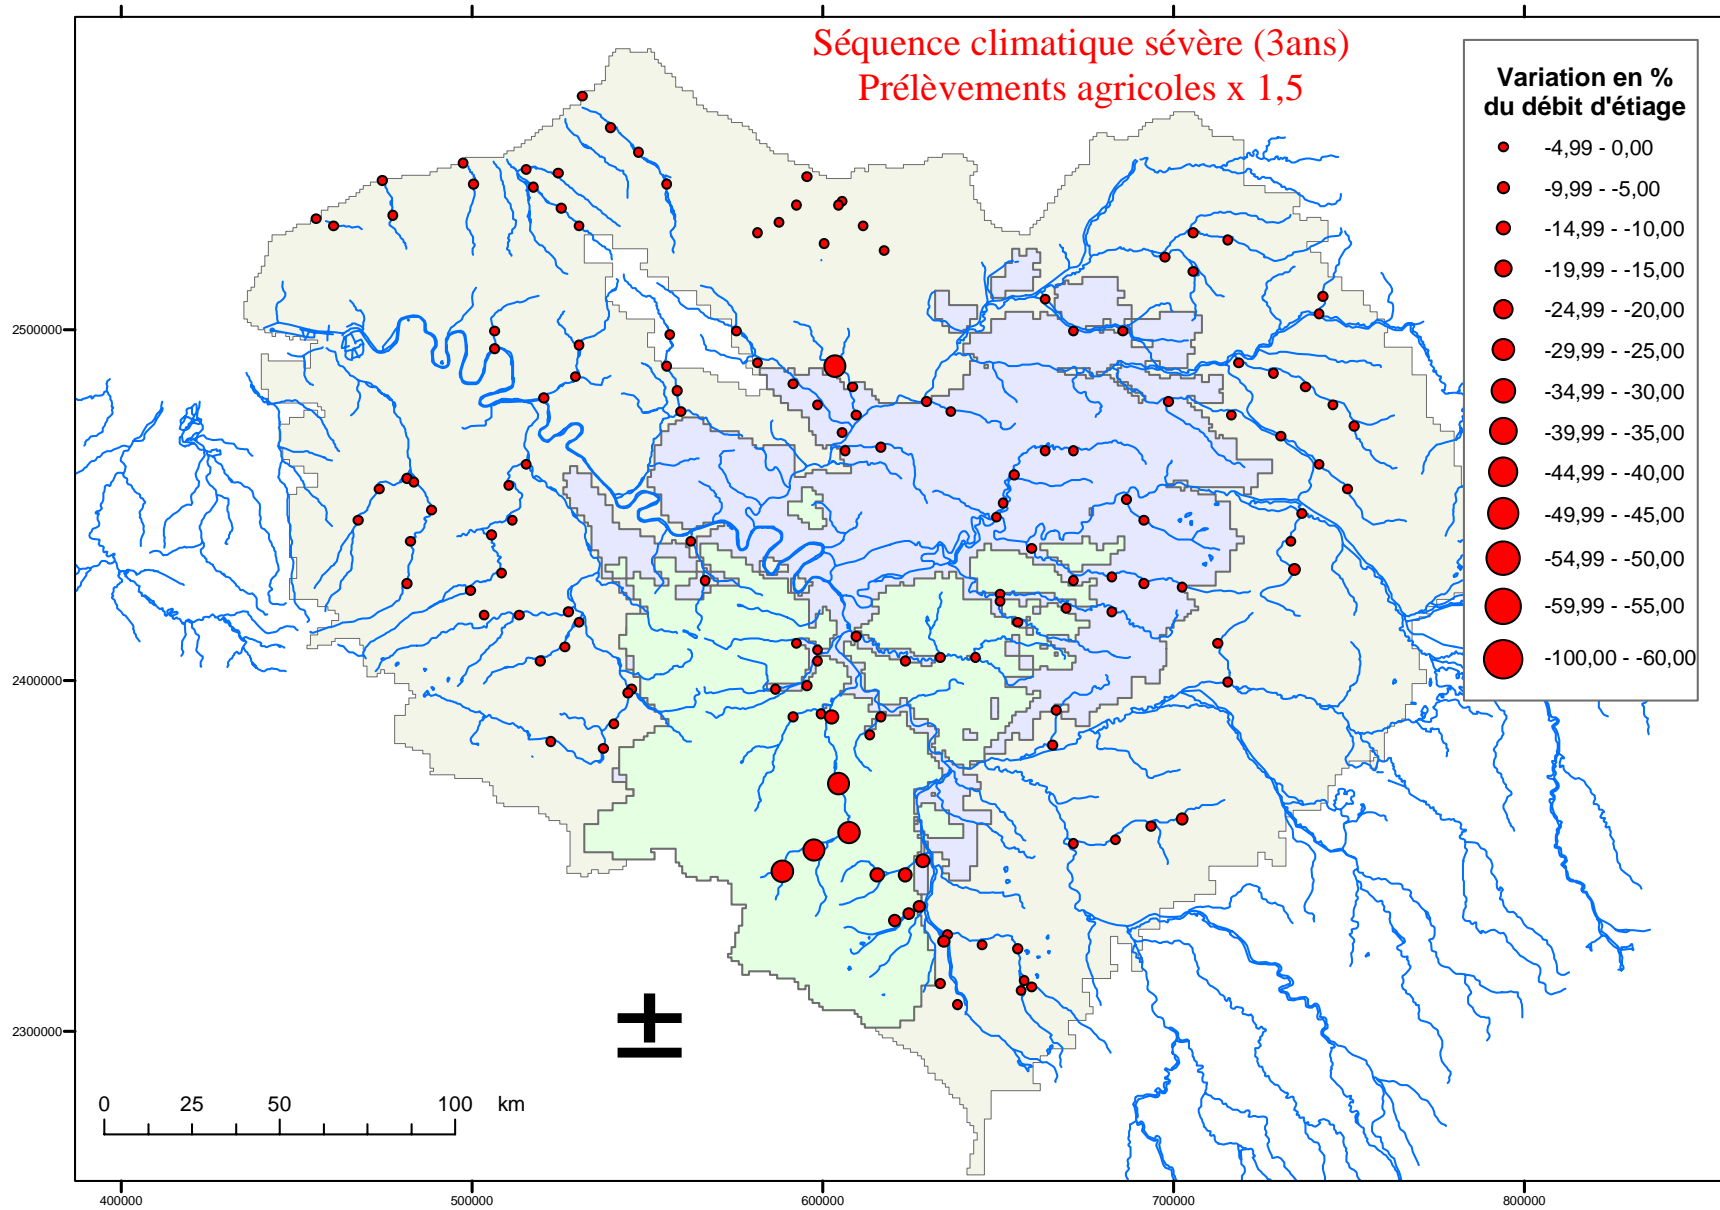 Séquence climatique sévère (3ans)
Prélèvements agricoles x 1,5
Variation en %
du débit d'étiage
-4,99 - 0,00
-9,99 - -5,00
-14,99 - -10,00
-19,99 - -15,00
-24,99 - -20,00
-29,99 - -25,00
-34,99 - -30,00
-39,99 - -35,00
-44,99 - -40,00
-49,99 - -45,00
-54,99 - -50,00
-59,99 - -55,00
-100,00 - -60,00
2500000
2400000
2300000
0 25 50 100 km
400000 500000 600000 700000 800000